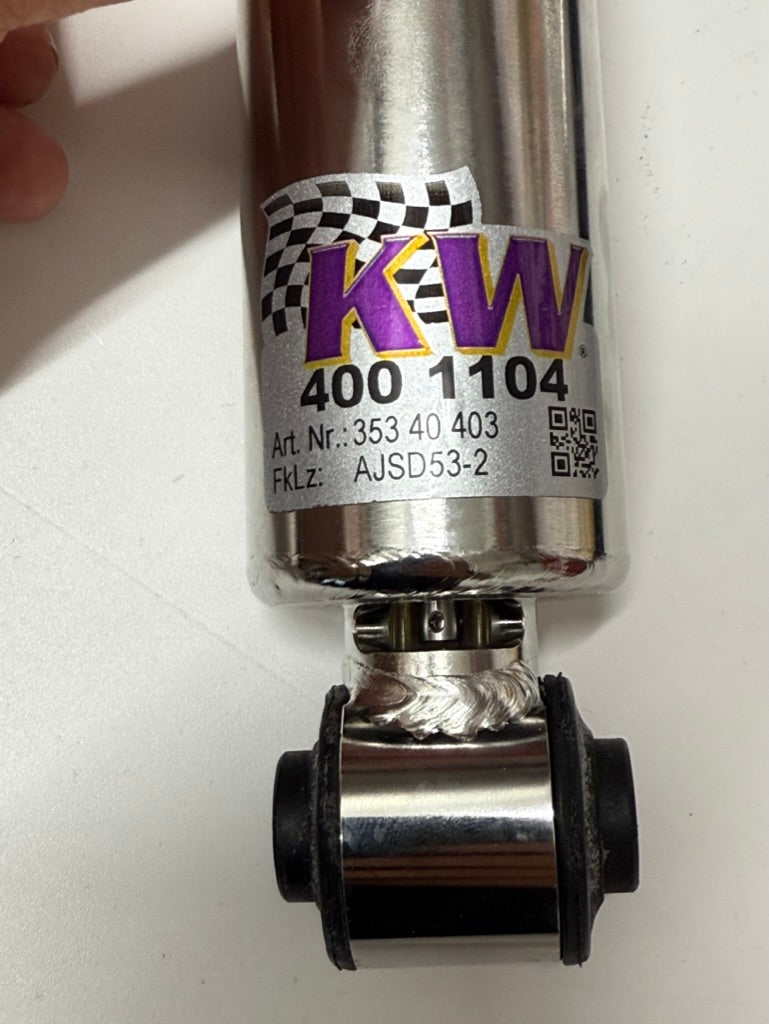 KW®
400 1104
Art. Nr.: 353 40 403
FkLz: AJSD53-2